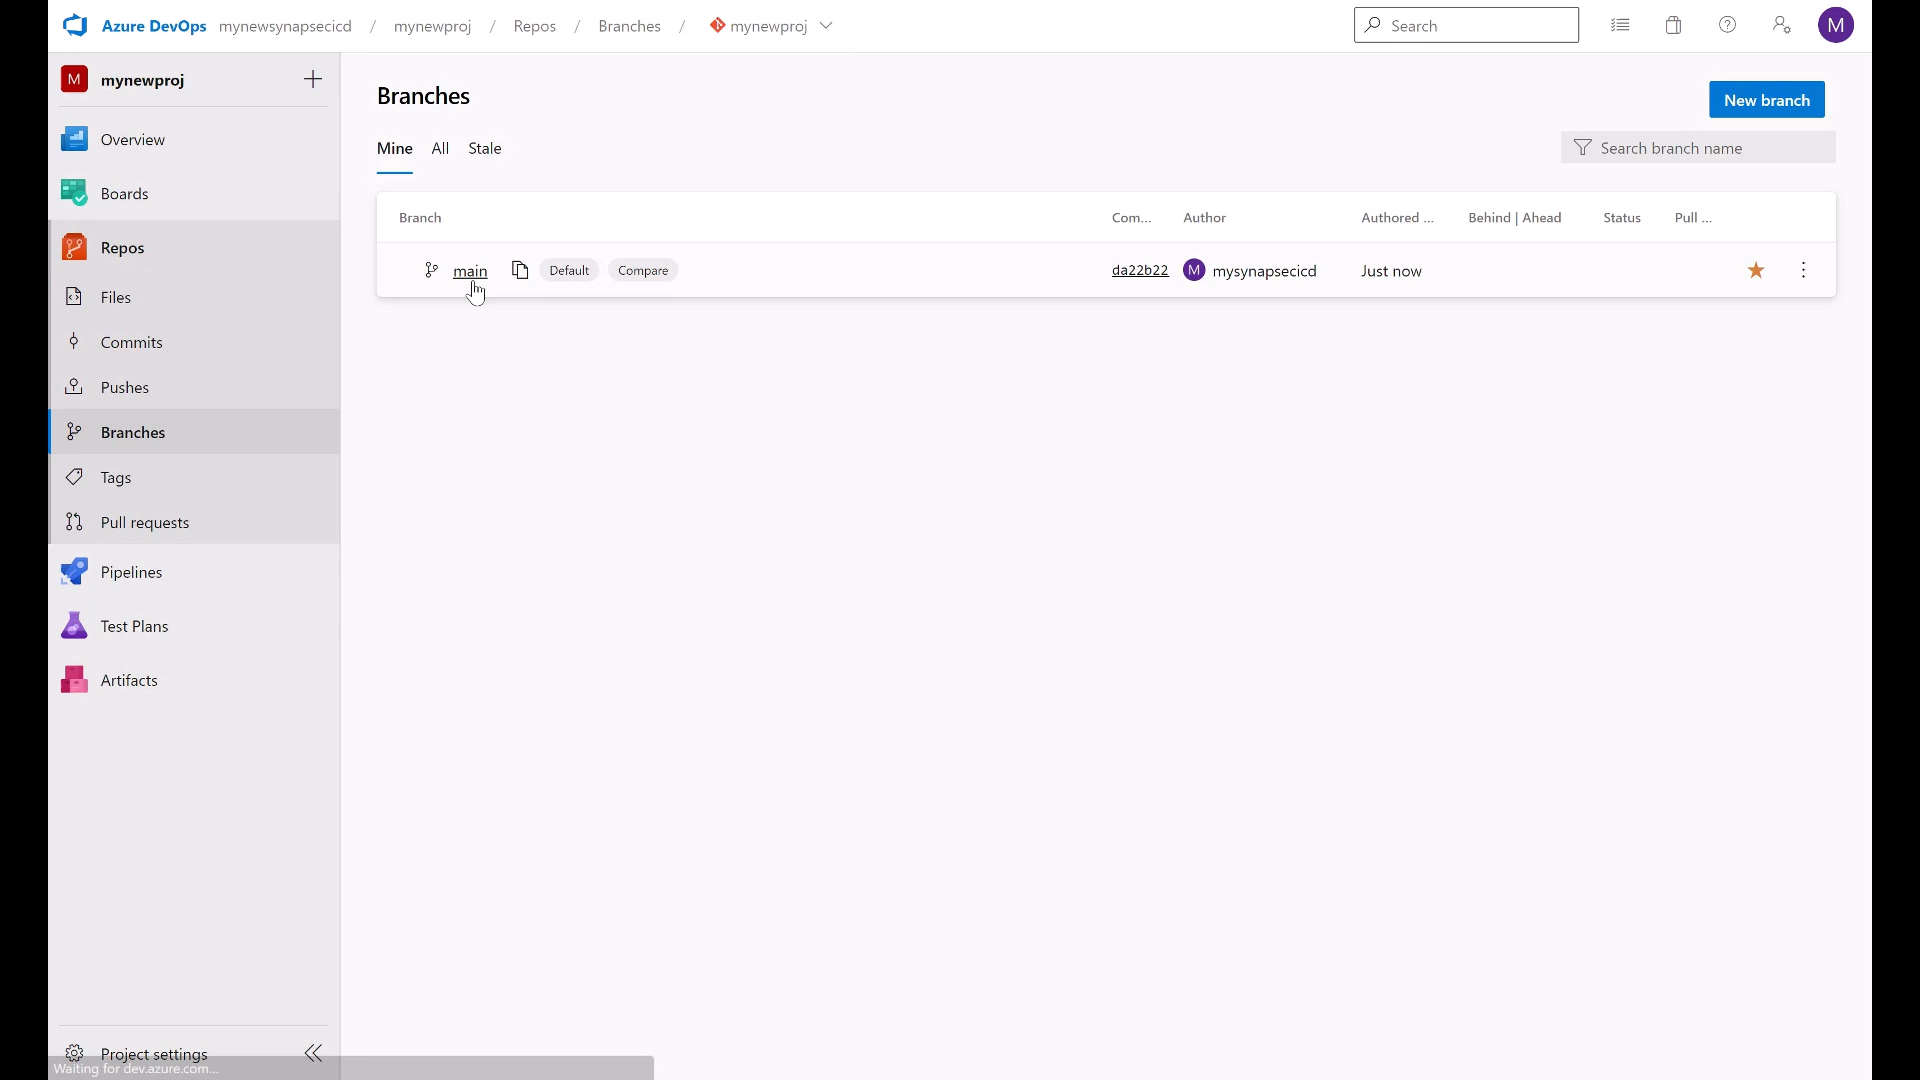 Azure DevOps mynewsynapsecicd / mynewproj / Repos / Branches / mynewproj
Search
M
M mynewproj
Overview
Boards
Repos
Files
Commits
Pushes
Branches
Tags
Pull requests
Pipelines
Test Plans
Artifacts
Project settings
Waiting for dev.azure.com...
Branches
New branch
Mine All Stale
Search branch name
Branch Com... Author Authored ... Behind | Ahead Status Pull ...
main Default Compare da22b22 M mysynapsecicd Just now